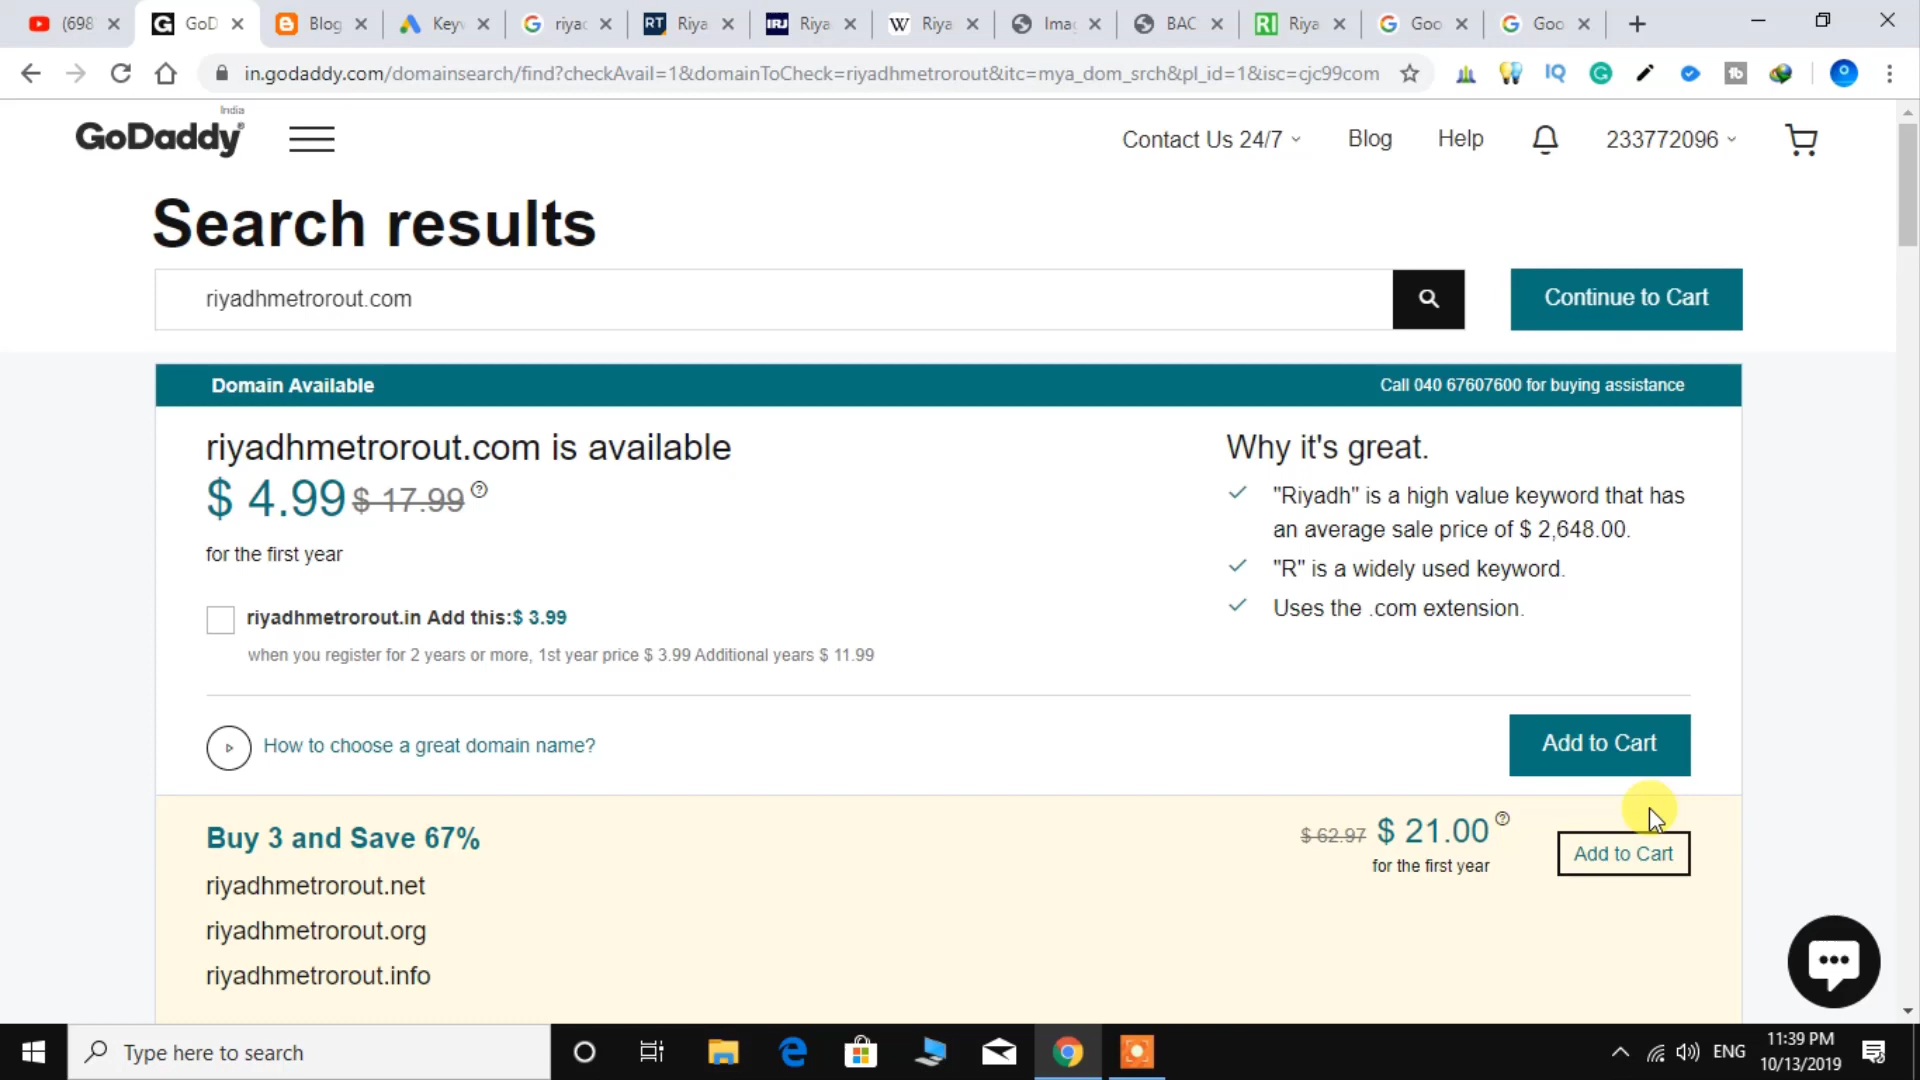 (698
GoD
Blog
Keyv
riyac
RT
Riya
IRJ
Riya
W
Riya
Ima
BAC
RI
Riya
Goo
Goo
in.godaddy.com/domainsearch/find?checkAvail=1&domainToCheck=riyadhmetrorout&itc=mya_dom_srch&pl_id=1&isc=cjc99com
India
GoDaddy
Contact Us 24/7
Blog
Help
233772096
Search results
riyadhmetrorout.com
Continue to Cart
Domain Available
Call 040 67607600 for buying assistance
riyadhmetrorout.com is available
$ 4.99 $ 17.99
for the first year
Why it's great.
"Riyadh" is a high value keyword that has
an average sale price of $ 2,648.00.
"R" is a widely used keyword.
Uses the .com extension.
riyadhmetrorout.in Add this:$ 3.99
when you register for 2 years or more, 1st year price $ 3.99 Additional years $ 11.99
How to choose a great domain name?
Add to Cart
Buy 3 and Save 67%
$ 62.97 $ 21.00
for the first year
Add to Cart
riyadhmetrorout.net
riyadhmetrorout.org
riyadhmetrorout.info
Type here to search
ENG
11:39 PM
10/13/2019